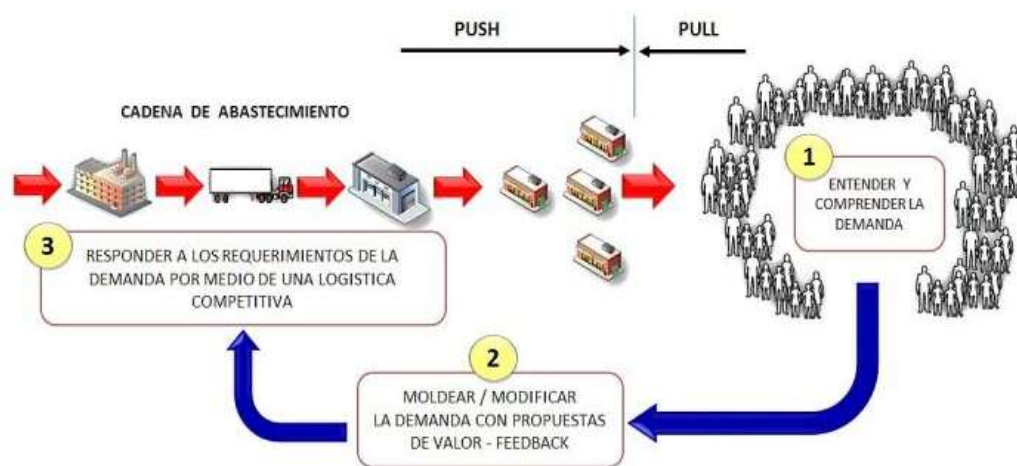 PUSH
PULL
CADENA DE ABASTECIMIENTO
1
ENTENDER Y
COMPRENDER LA
DEMANDA
3
RESPONDER A LOS REQUERIMIENTOS DE LA
DEMANDA POR MEDIO DE UNA LOGISTICA
COMPETITIVA
2
MOLDEAR / MODIFICAR
LA DEMANDA CON PROPUESTAS
DE VALOR - FEEDBACK